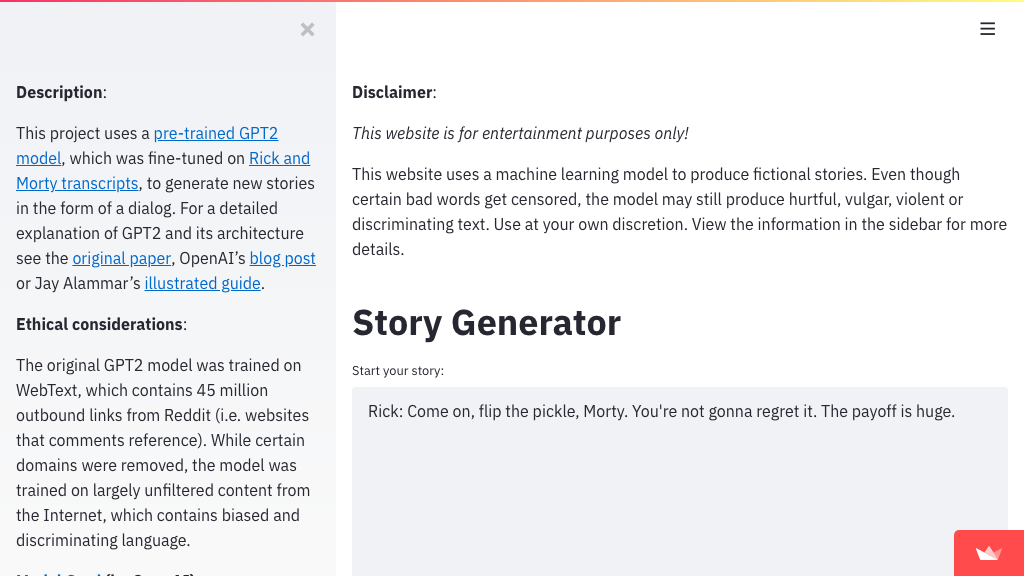 Description:
This project uses a pre-trained GPT2
model, which was fine-tuned on Rick and
Morty transcripts, to generate new stories
in the form of a dialog. For a detailed
explanation of GPT2 and its architecture
see the original paper, OpenAI’s blog post
or Jay Alammar’s illustrated guide.
Ethical considerations:
The original GPT2 model was trained on
WebText, which contains 45 million
outbound links from Reddit (i.e. websites
that comments reference). While certain
domains were removed, the model was
trained on largely unfiltered content from
the Internet, which contains biased and
discriminating language.
Disclaimer:
This website is for entertainment purposes only!
This website uses a machine learning model to produce fictional stories. Even though
certain bad words get censored, the model may still produce hurtful, vulgar, violent or
discriminating text. Use at your own discretion. View the information in the sidebar for more
details.
Story Generator
Start your story:
Rick: Come on, flip the pickle, Morty. You're not gonna regret it. The payoff is huge.